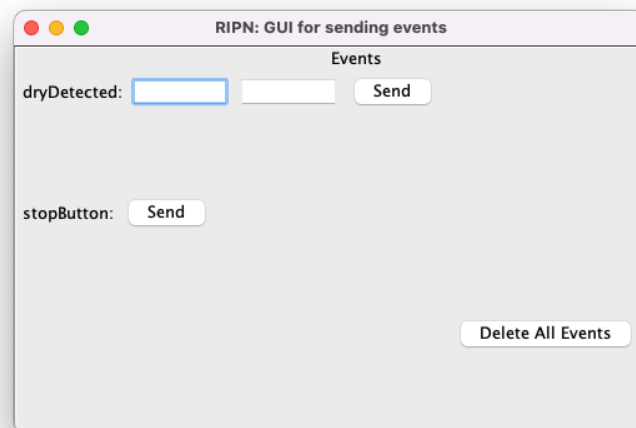 RIPN: GUI for sending events
Events
dryDetected: Send
stopButton: Send
Delete All Events